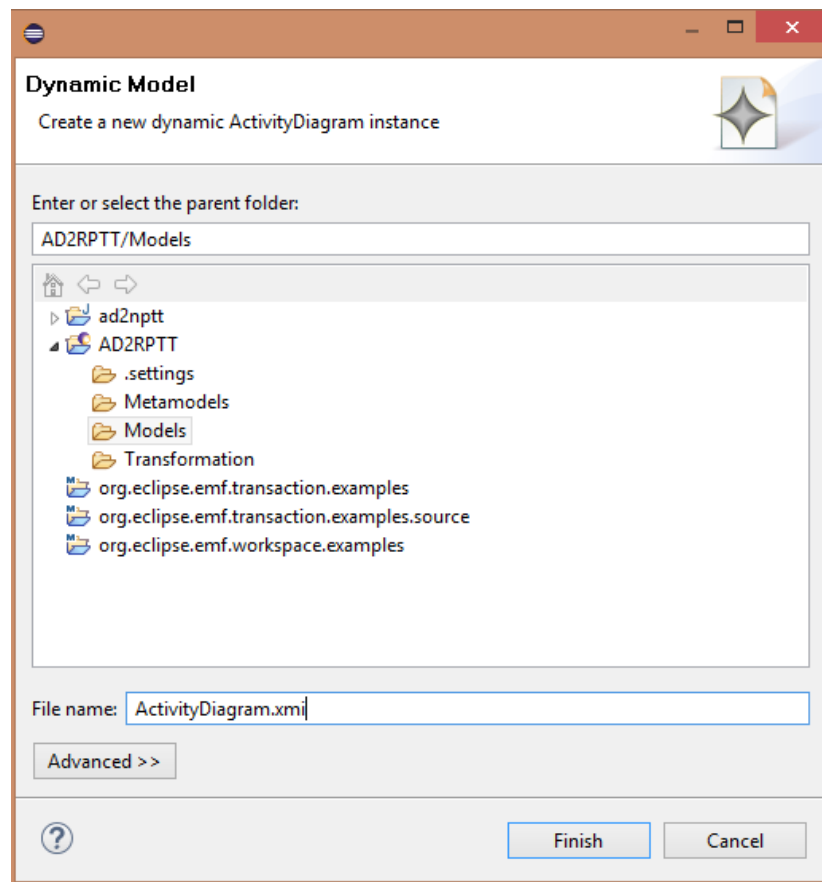 Dynamic Model
Create a new dynamic ActivityDiagram instance
Enter or select the parent folder:
AD2RPTT/Models
ad2nptt
AD2RPTT
.settings
Metamodels
Models
Transformation
org.eclipse.emf.transaction.examples
org.eclipse.emf.transaction.examples.source
org.eclipse.emf.workspace.examples
File name: ActivityDiagram.xmi
Advanced >>
Finish Cancel